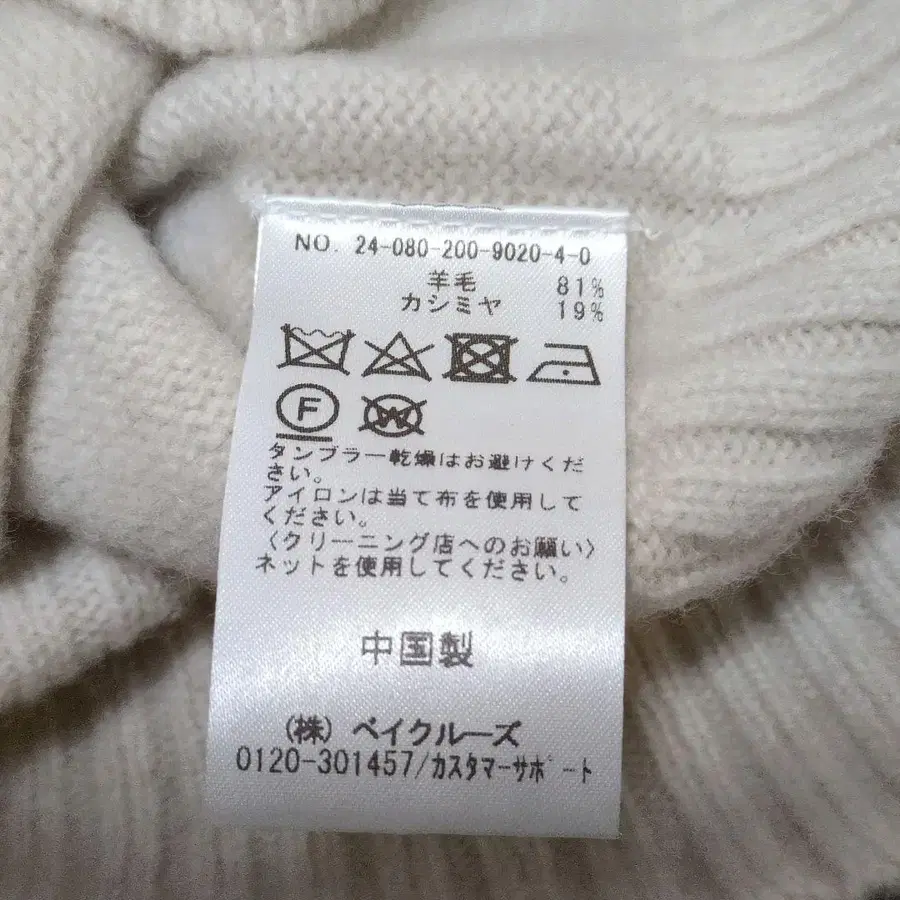 NO. 24-080-200-9020-4-0
羊毛 81%
カシミヤ 19%
F W
タンブラー乾燥はお避けくだ
さい。
アイロンは当て布を使用して
ください。
〈クリーニング店へのお願い〉
ネットを使用してください。
中国製
(株) ベイクルーズ
0120-301457/カスタマーサポート